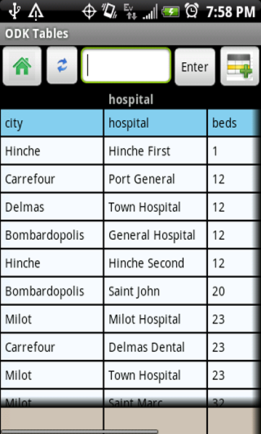 7:58 PM
ODK Tables
Enter
hospital
city hospital beds
Hinche Hinche First 1
Carrefour Port General 12
Delmas Town Hospital 12
Bombardopolis General Hospital 12
Hinche Hinche Second 12
Bombardopolis Saint John 20
Milot Milot Hospital 23
Carrefour Delmas Dental 23
Milot Town Hospital 23
Milot Saint Marc 32